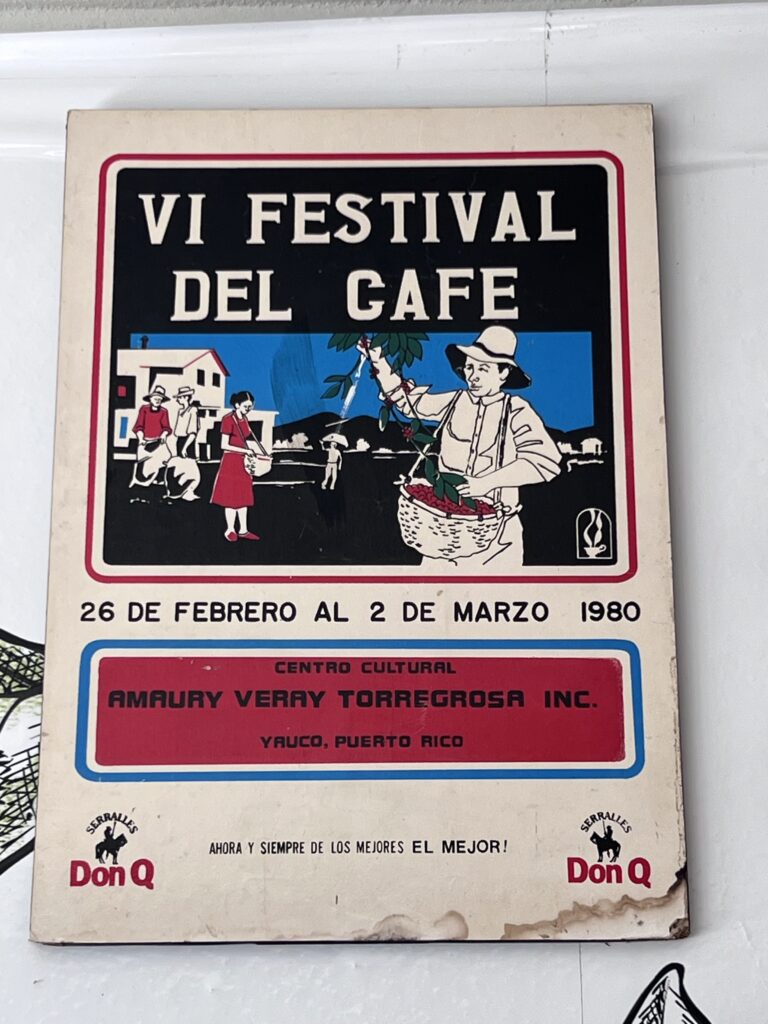 VI FESTIVAL
DEL CAFE
26 DE FEBRERO AL 2 DE MARZO 1980
CENTRO CULTURAL
AMAURY VERAY TORREGROSA INC.
YAUCO, PUERTO RICO
SERRALLES
Don Q
AHORA Y SIEMPRE DE LOS MEJORES EL MEJOR!
SERRALLES
Don Q